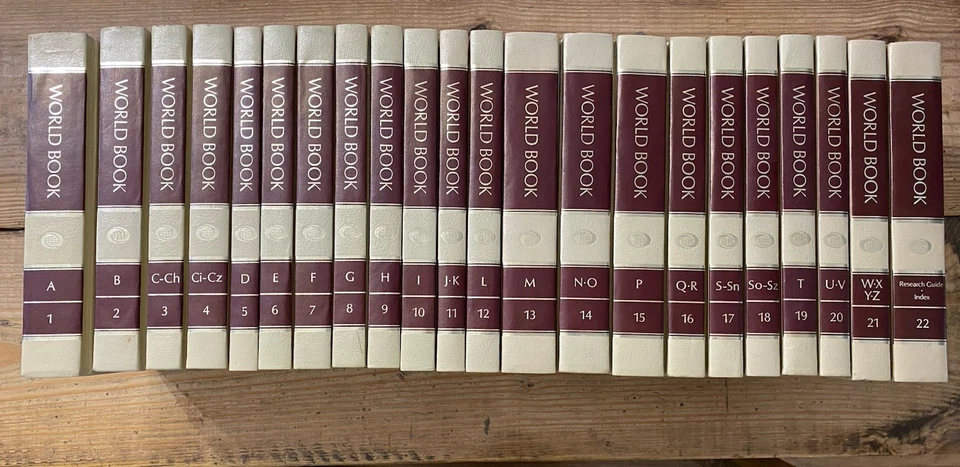 WORLD BOOK
A
1
WORLD BOOK
B
2
WORLD BOOK
C-Ch
3
WORLD BOOK
Ci-Cz
4
WORLD BOOK
D
5
WORLD BOOK
E
6
WORLD BOOK
F
7
WORLD BOOK
G
8
WORLD BOOK
H
9
WORLD BOOK
I
10
WORLD BOOK
J·K
11
WORLD BOOK
L
12
WORLD BOOK
M
13
WORLD BOOK
N·O
14
WORLD BOOK
P
15
WORLD BOOK
Q·R
16
WORLD BOOK
S-Sn
17
WORLD BOOK
So-Sz
18
WORLD BOOK
T
19
WORLD BOOK
U·V
20
WORLD BOOK
W·X
Y·Z
21
WORLD BOOK
Research Guide
Index
22